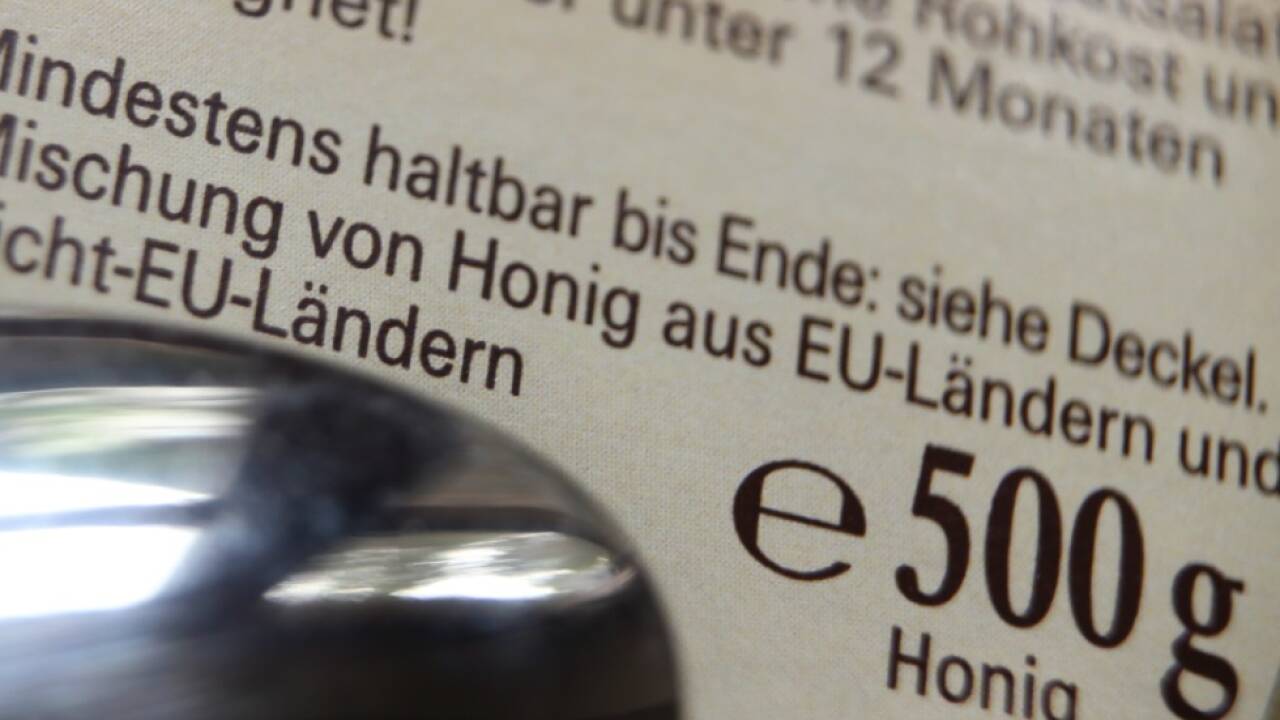 Rohkost un
unter 12 Monaten
Mindestens haltbar bis Ende: siehe Deckel.
Mischung von Honig aus EU-Ländern und
icht-EU-Ländern
e 500 g
Honig